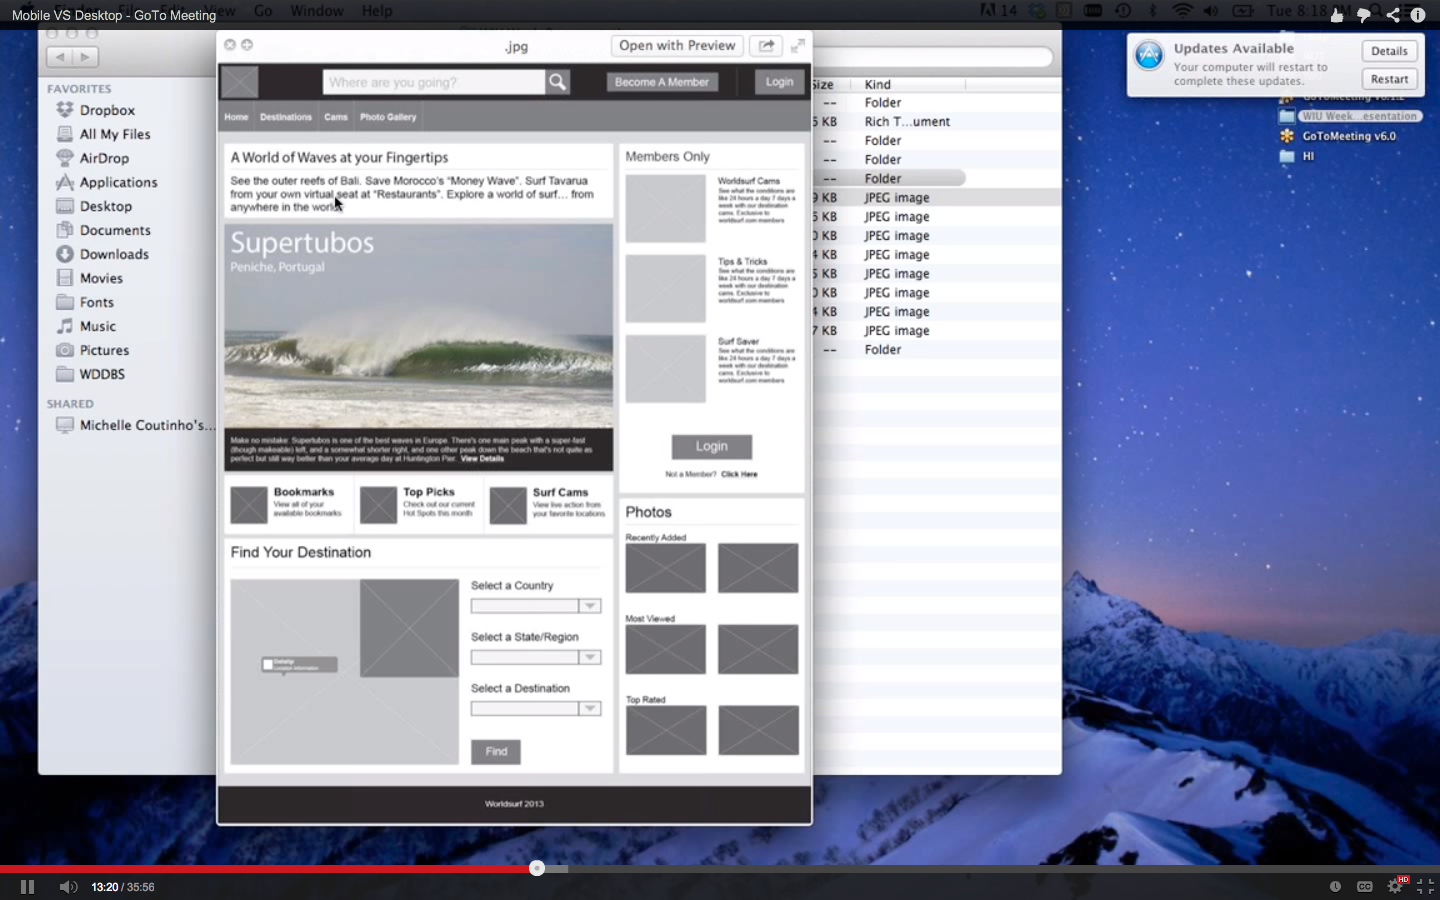 Mobile VS Desktop - GoTo Meeting
Go
Window
Help
14
Tue 8:18
.jpg
Open with Preview
Updates Available
Your computer will restart to
complete these updates.
Details
Restart
FAVORITES
Dropbox
All My Files
AirDrop
Applications
Desktop
Documents
Downloads
Movies
Fonts
Music
Pictures
WDDBS
SHARED
Michelle Coutinho's...
Where are you going?
Become A Member
Login
Home
Destinations
Cams
Photo Gallery
A World of Waves at your Fingertips
See the outer reefs of Bali. Save Morocco's "Money Wave". Surf Tavarua
from your own virtual seat at "Restaurants". Explore a world of surf... from
anywhere in the world
Supertubos
Peniche, Portugal
Make no mistake: Supertubos is one of the best waves in Europe. There's one main peak with a super-fast
(though makeable) left, and a somewhat shorter right, and one other peak down the beach that's not quite as
perfect but still way better than your average day at Huntington Pier. View Details
Bookmarks
View all of your
available bookmarks
Top Picks
Check out our current
Hot Spots this month
Surf Cams
View live action from
your favorite locations
Find Your Destination
Select a Country
Select a State/Region
Select a Destination
Find
Members Only
Worldsurf Cams
See what the conditions are
like 24 hours a day 7 days a
week with our destination
cams. Exclusive to
worldsurf.com members
Tips & Tricks
See what the conditions are
like 24 hours a day 7 days a
week with our destination
cams. Exclusive to
worldsurf.com members
Surf Saver
See what the conditions are
like 24 hours a day 7 days a
week with our destination
cams. Exclusive to
worldsurf.com members
Login
Not a Member? Click Here
Photos
Recently Added
Most Viewed
Top Rated
Worldsurf 2013
Size
Kind
-- Folder
KB Rich T...ument
-- Folder
-- Folder
-- Folder
KB JPEG image
KB JPEG image
KB JPEG image
KB JPEG image
KB JPEG image
KB JPEG image
KB JPEG image
KB JPEG image
-- Folder
WIU Week...esentation
GoToMeeting v6.0
HI
13:20 / 35:56
CC
HD